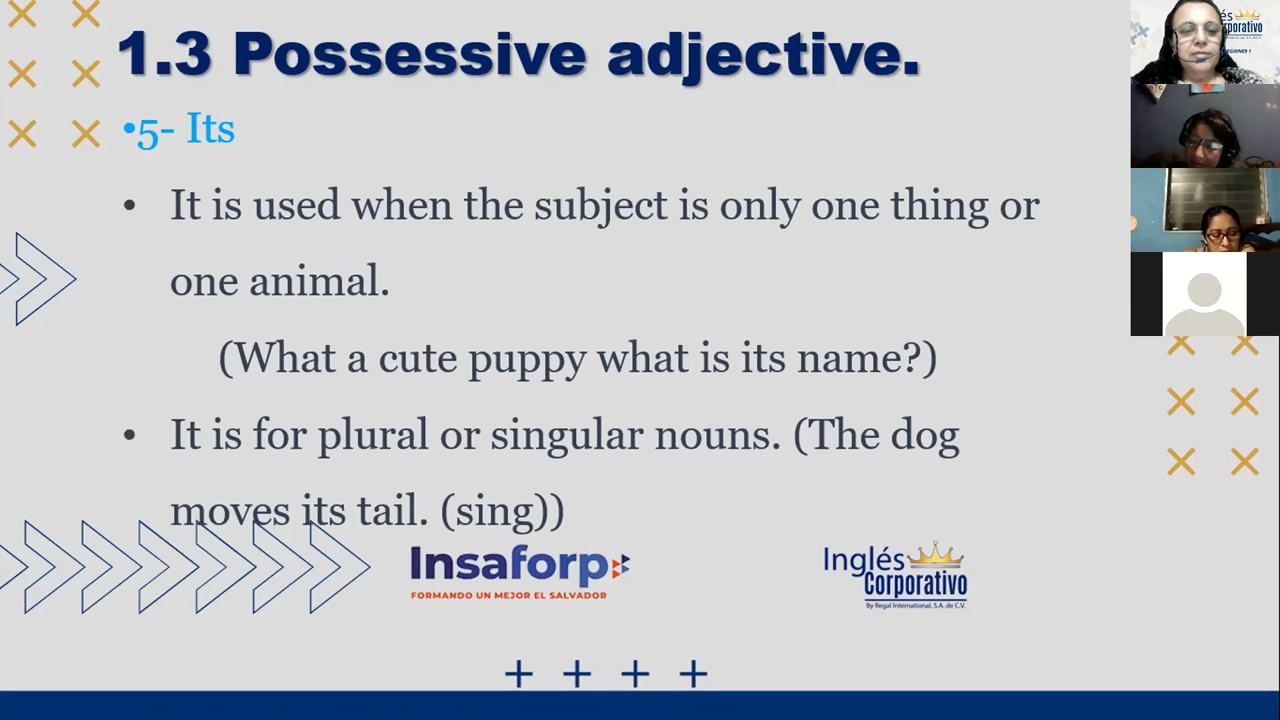 1.3 Possessive adjective.
•5- Its
• It is used when the subject is only one thing or
one animal.
(What a cute puppy what is its name?)
• It is for plural or singular nouns. (The dog
moves its tail. (sing))
Insaforp
FORMANDO UN MEJOR EL SALVADOR
Inglés
Corporativo
By Regal International, S.A. de C.V.